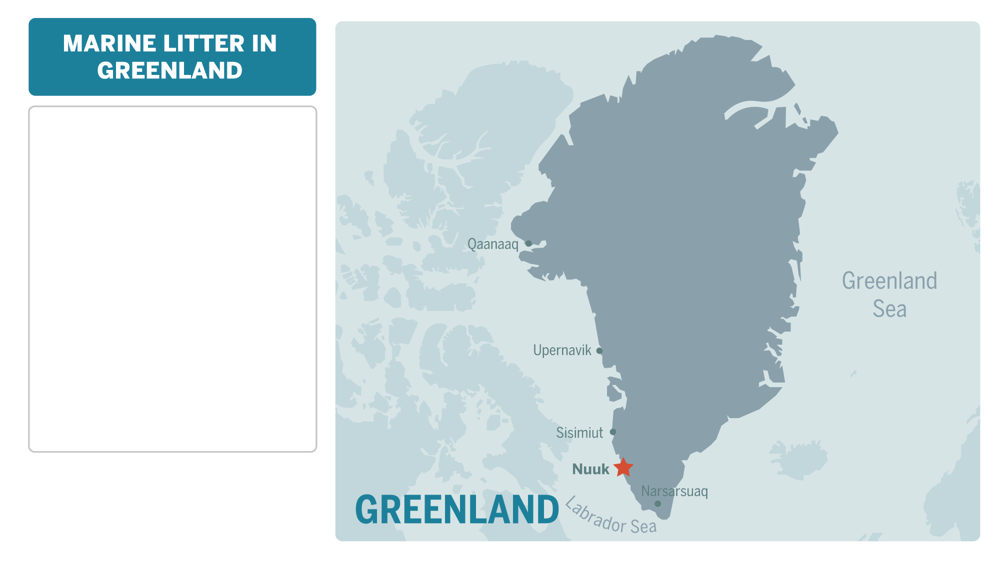 MARINE LITTER IN
GREENLAND
Qaanaaq
Greenland
Sea
Upernavik
Sisimiut
Nuuk
Narsarsuaq
GREENLAND
Labrador Sea